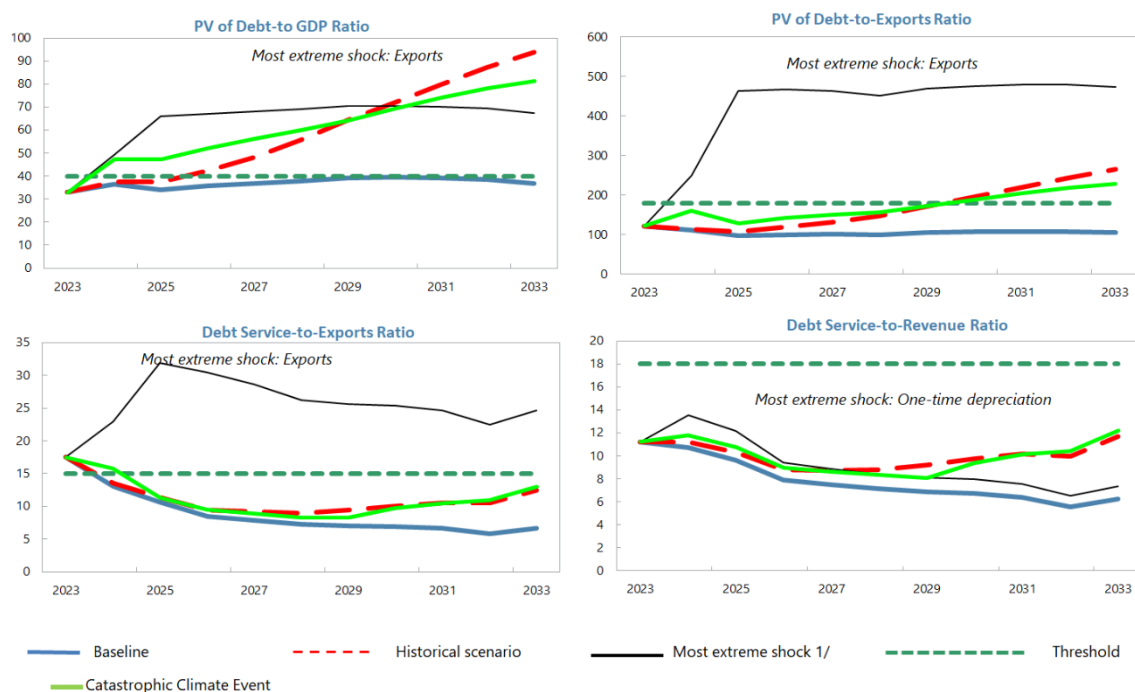 PV of Debt-to GDP Ratio
Most extreme shock: Exports
100
90
80
70
60
50
40
30
20
10
0
2023 2025 2027 2029 2031 2033
PV of Debt-to-Exports Ratio
Most extreme shock: Exports
600
500
400
300
200
100
0
2023 2025 2027 2029 2031 2033
Debt Service-to-Exports Ratio
Most extreme shock: Exports
35
30
25
20
15
10
5
0
2023 2025 2027 2029 2031 2033
Debt Service-to-Revenue Ratio
20
18
16
Most extreme shock: One-time depreciation
14
12
10
8
6
4
2
0
2023 2025 2027 2029 2031 2033
Baseline Historical scenario Most extreme shock 1/ Threshold
Catastrophic Climate Event